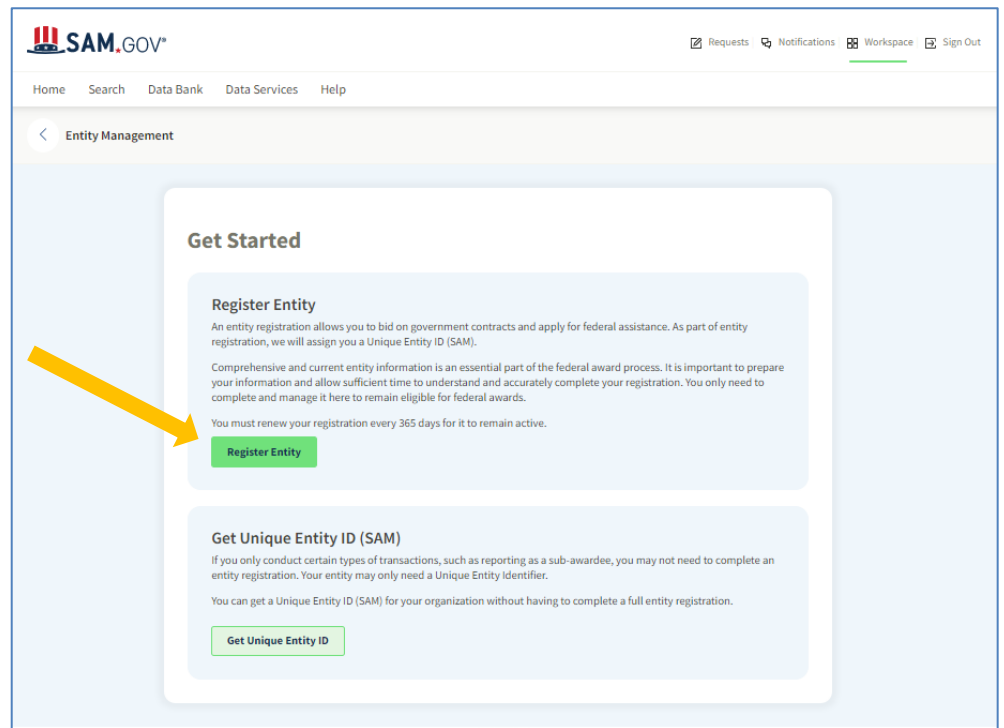 SAM.GOV®
Requests Notifications Workspace Sign Out
Home Search Data Bank Data Services Help
Entity Management
Get Started
Register Entity
An entity registration allows you to bid on government contracts and apply for federal assistance. As part of entity
registration, we will assign you a Unique Entity ID (SAM).
Comprehensive and current entity information is an essential part of the federal award process. It is important to prepare
your information and allow sufficient time to understand and accurately complete your registration. You only need to
complete and manage it here to remain eligible for federal awards.
You must renew your registration every 365 days for it to remain active.
Register Entity
Get Unique Entity ID (SAM)
If you only conduct certain types of transactions, such as reporting as a sub-awardee, you may not need to complete an
entity registration. Your entity may only need a Unique Entity Identifier.
You can get a Unique Entity ID (SAM) for your organization without having to complete a full entity registration.
Get Unique Entity ID